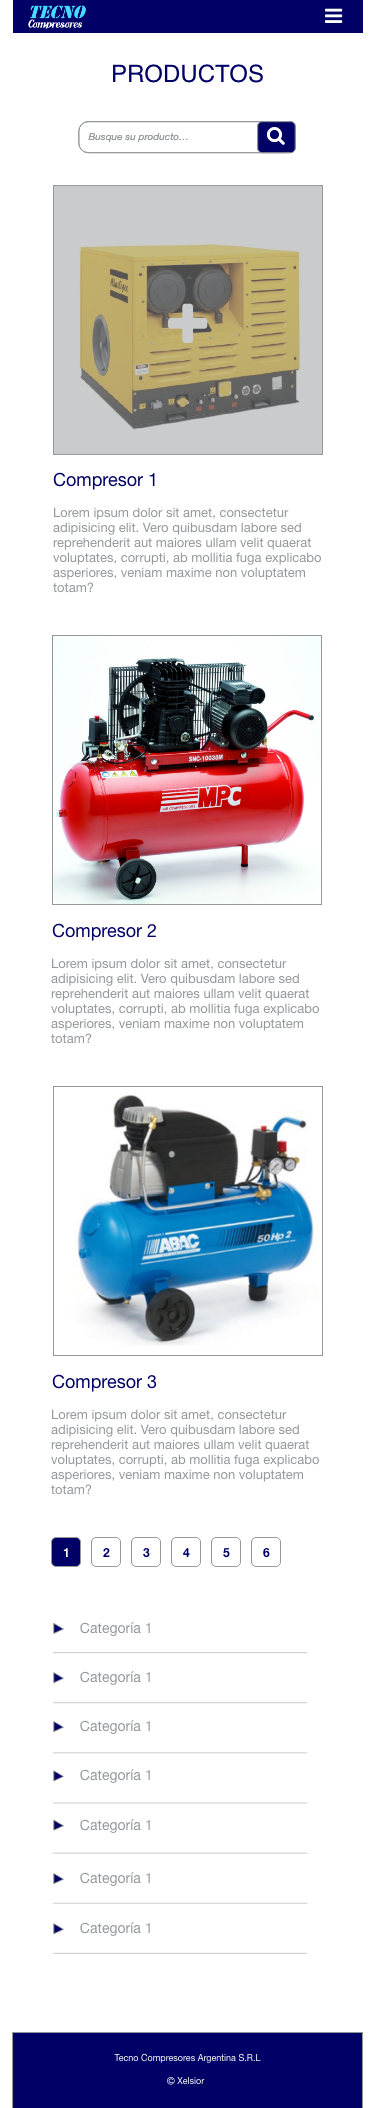 TECNO
Compresores
PRODUCTOS
Busque su producto...
Atlas Copco
Compresor 1
Lorem ipsum dolor sit amet, consectetur
adipisicing elit. Vero quibusdam labore sed
reprehenderit aut maiores ullam velit quaerat
voluptates, corrupti, ab mollitia fuga explicabo
asperiores, veniam maxime non voluptatem
totam?
SNC-10038M
MPC
AIR COMPRESSORS
Compresor 2
Lorem ipsum dolor sit amet, consectetur
adipisicing elit. Vero quibusdam labore sed
reprehenderit aut maiores ullam velit quaerat
voluptates, corrupti, ab mollitia fuga explicabo
asperiores, veniam maxime non voluptatem
totam?
ABAC
50 Hp 2
Compresor 3
Lorem ipsum dolor sit amet, consectetur
adipisicing elit. Vero quibusdam labore sed
reprehenderit aut maiores ullam velit quaerat
voluptates, corrupti, ab mollitia fuga explicabo
asperiores, veniam maxime non voluptatem
totam?
1 2 3 4 5 6
Categoría 1
Categoría 1
Categoría 1
Categoría 1
Categoría 1
Categoría 1
Categoría 1
Tecno Compresores Argentina S.R.L
© Xelsior